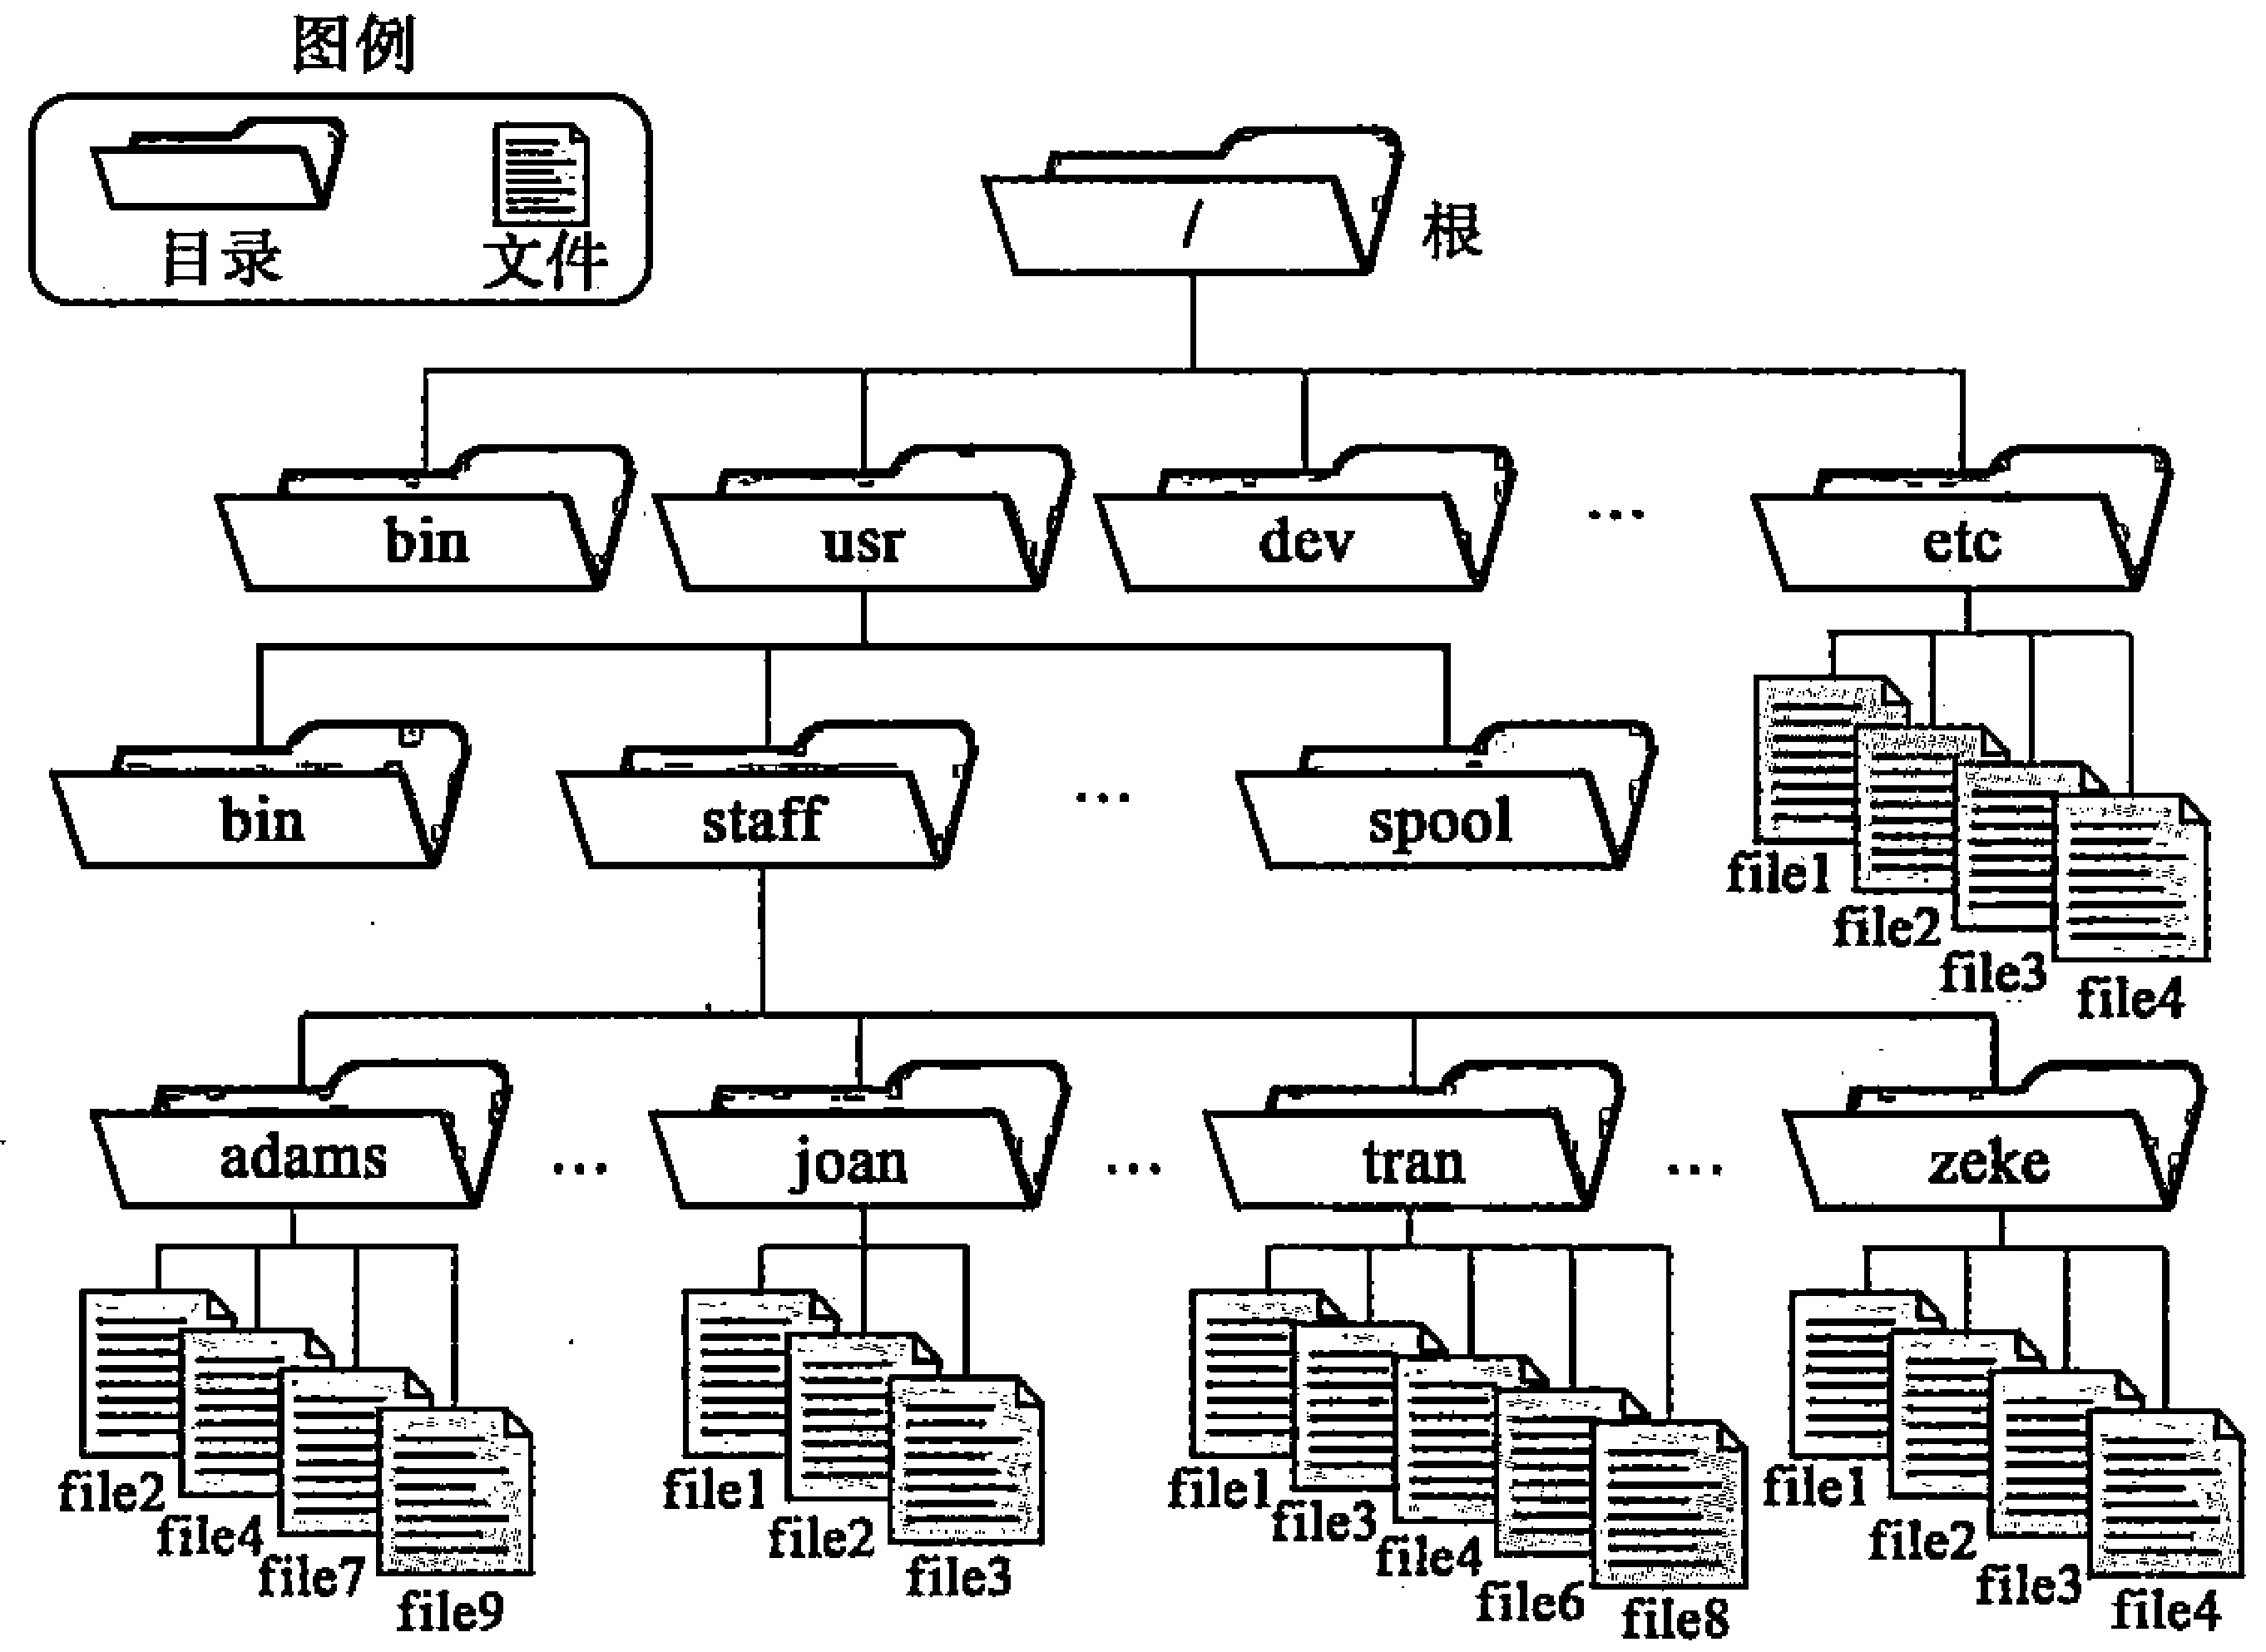 图例
目录 文件
/ 根
bin usr dev ... etc
bin staff ... spool
file1
file2
file3
file4
adams ... joan ... tran ... zeke
file2 file4 file7 file9
file1 file2 file3
file1 file3 file4 file6 file8
file1 file2 file3 file4